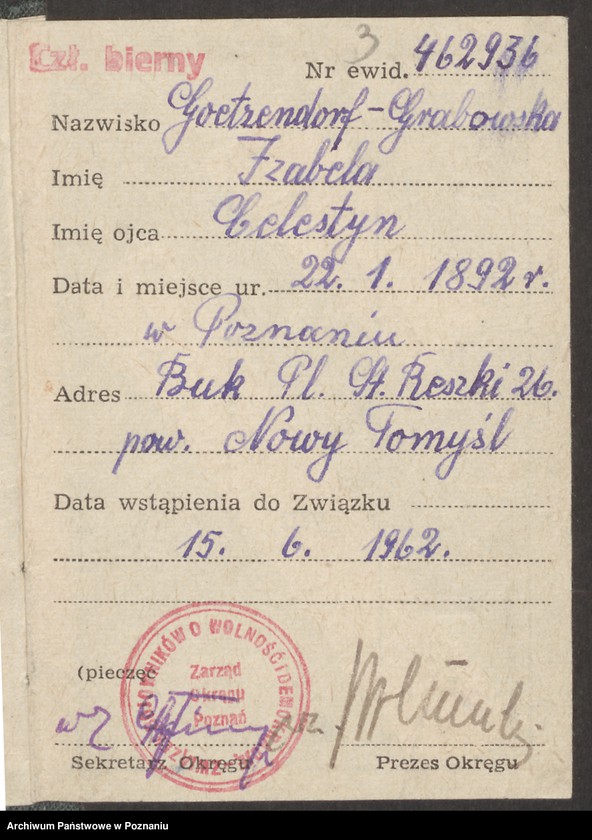 Czł. bierny
3
Nr ewid. 462936
Nazwisko Goetzendorf-Grabowska
Imię Izabela
Imię ojca Celestyn
Data i miejsce ur. 22. 1. 1892 r.
w Poznaniu
Adres Buk Pl. St. Reszki 26.
pow. Nowy Tomyśl
Data wstąpienia do Związku
15. 6. 1962.
(pieczęć
Zarząd
Okręgu
Poznań
O WOLNOŚĆ I
wz
Sekretarz Okręgu
Prezes Okręgu
Archiwum Państwowe w Poznaniu